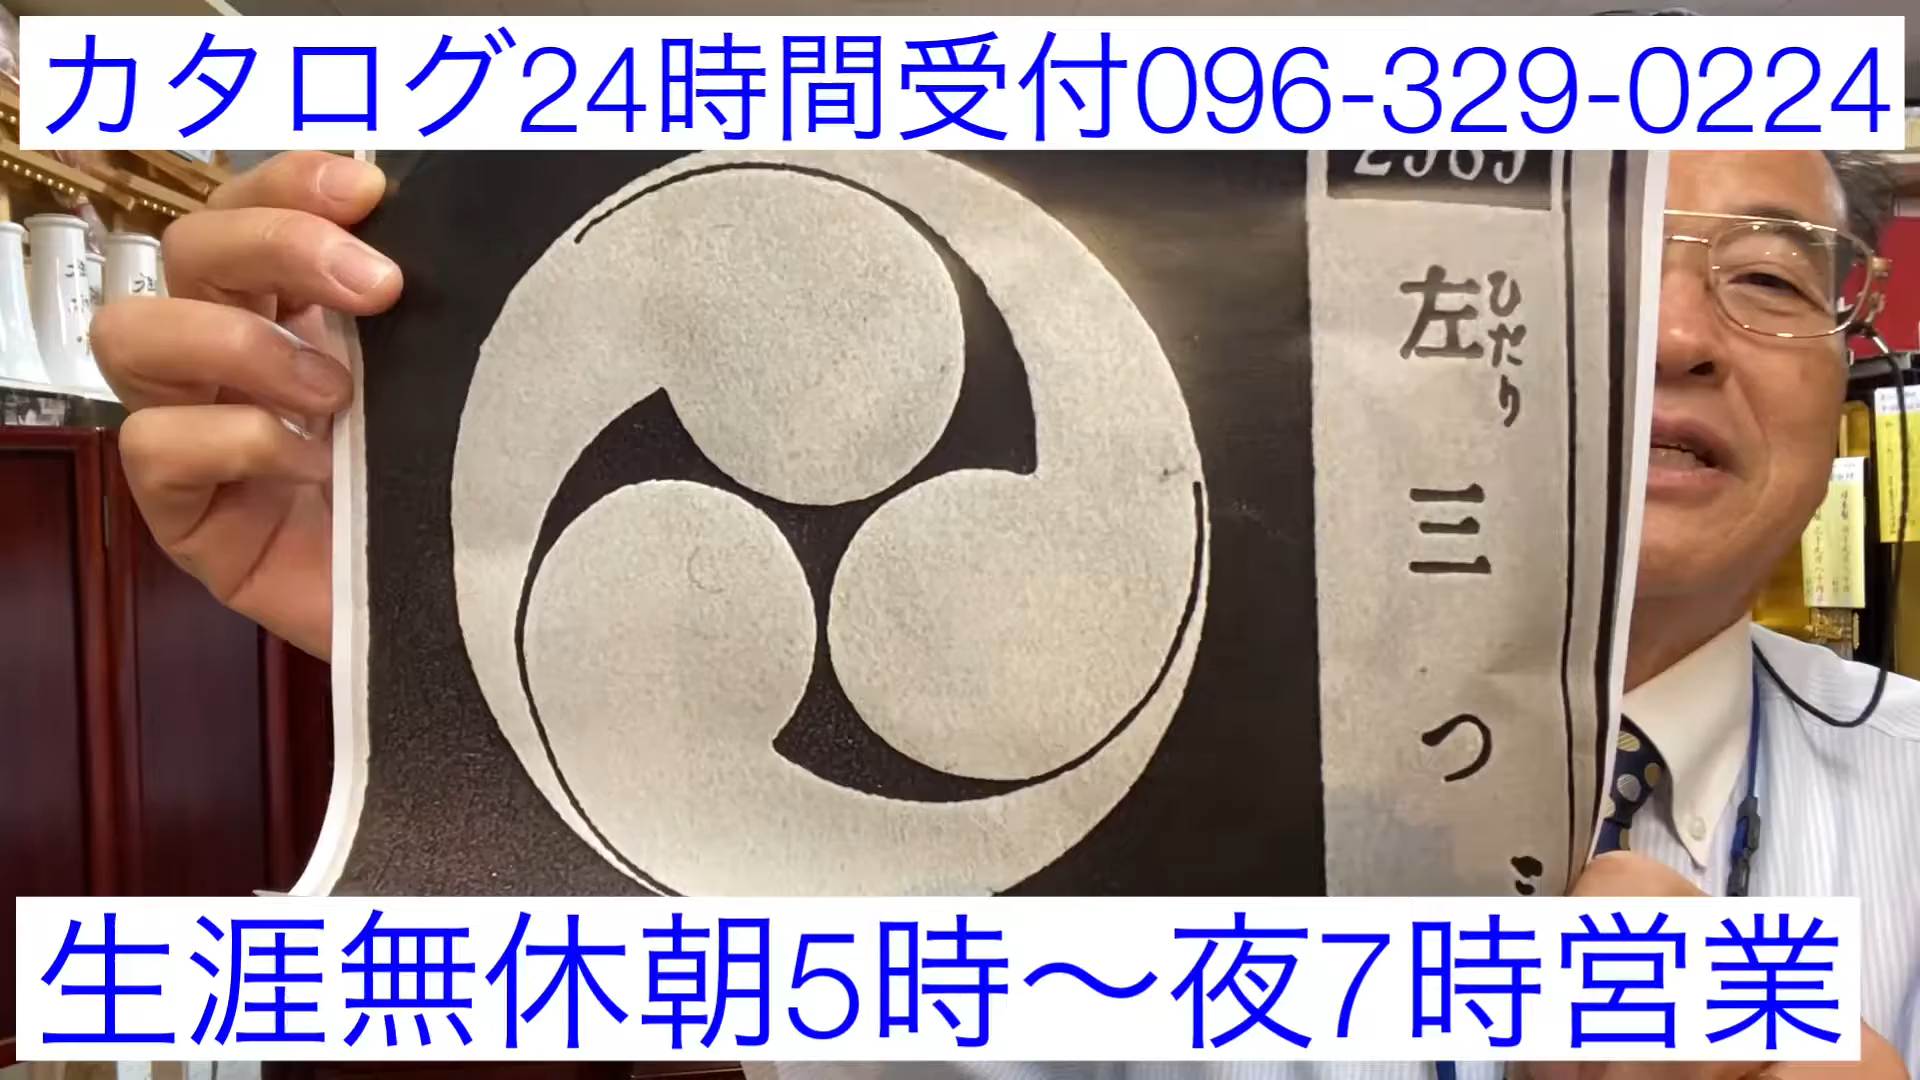 カタログ24時間受付096-329-0224
左 三 つ
ひだり
生涯無休朝5時〜夜7時営業